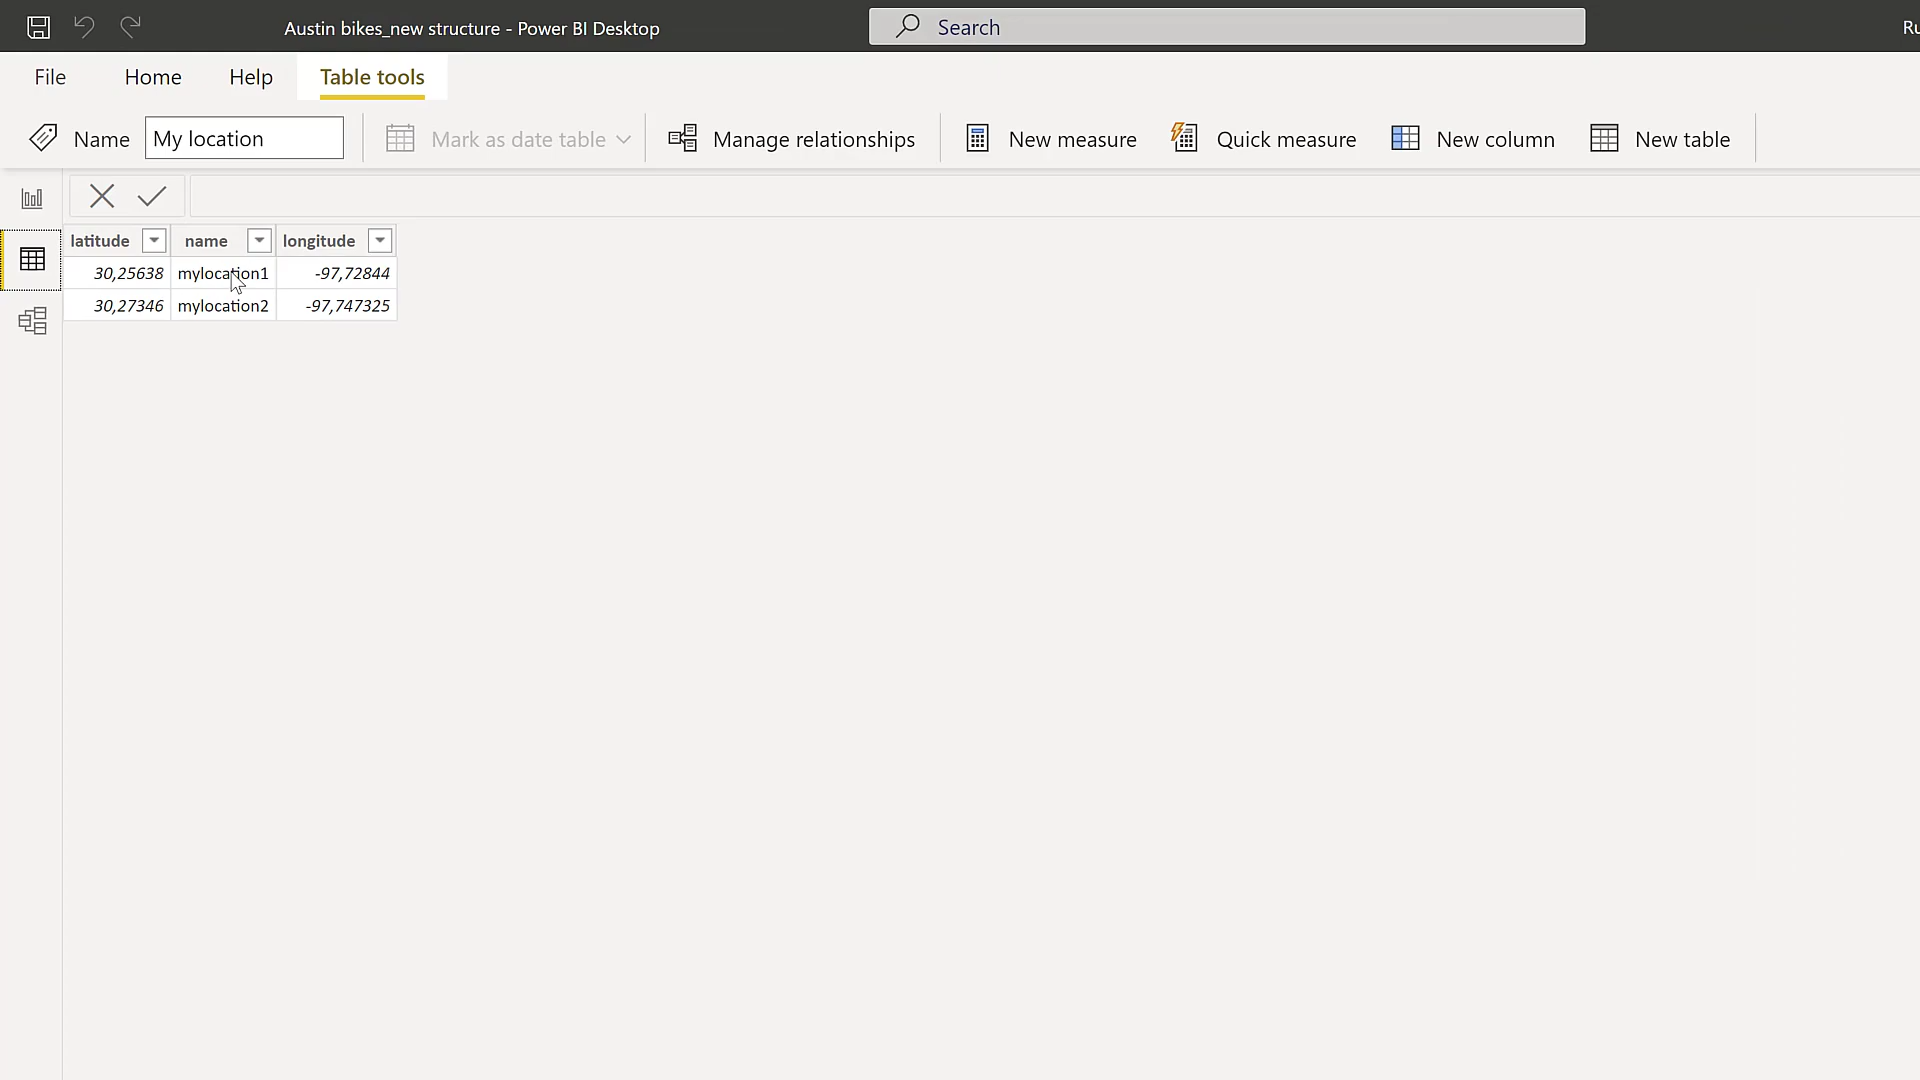 Austin bikes_new structure - Power BI Desktop
Search
Ru
File Home Help Table tools
Name My location Mark as date table Manage relationships New measure Quick measure New column New table
latitude name longitude
30,25638 mylocation1 -97,72844
30,27346 mylocation2 -97,747325